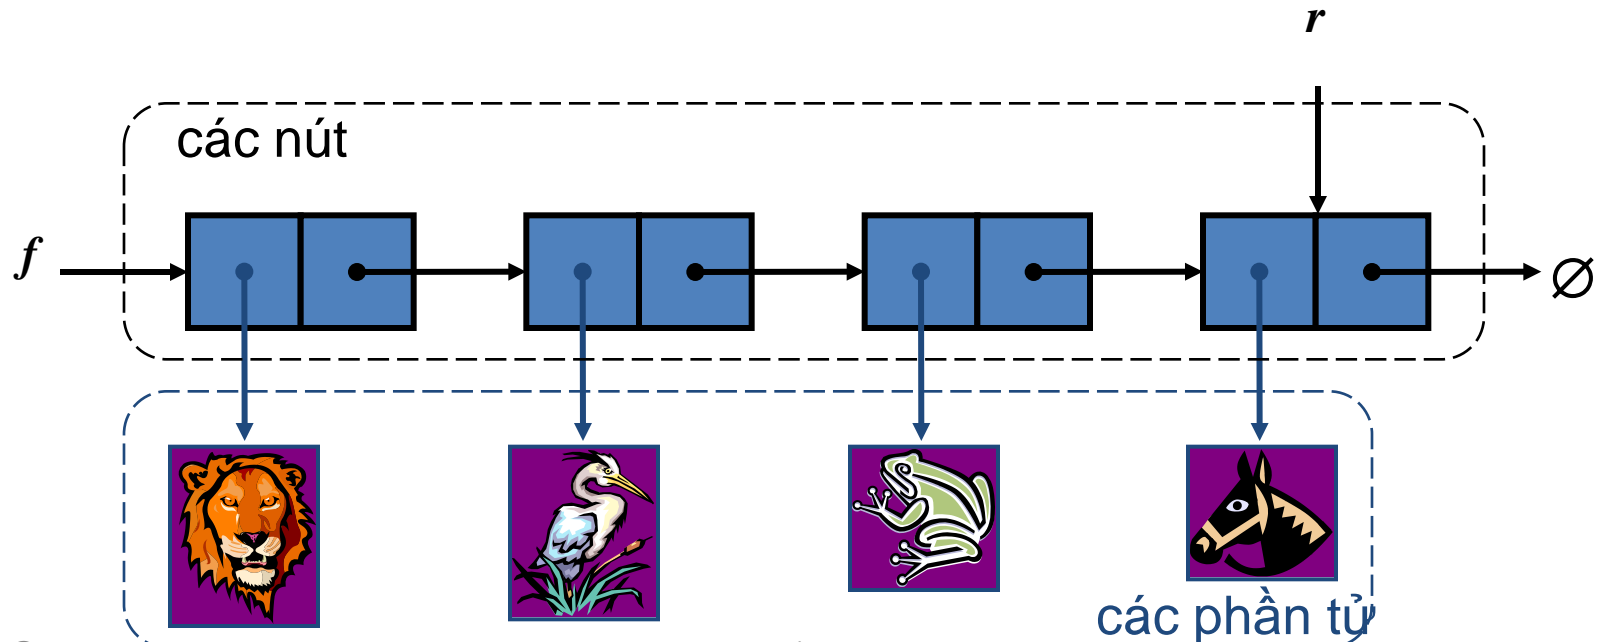 r
các nút
f
∅
các phần tử